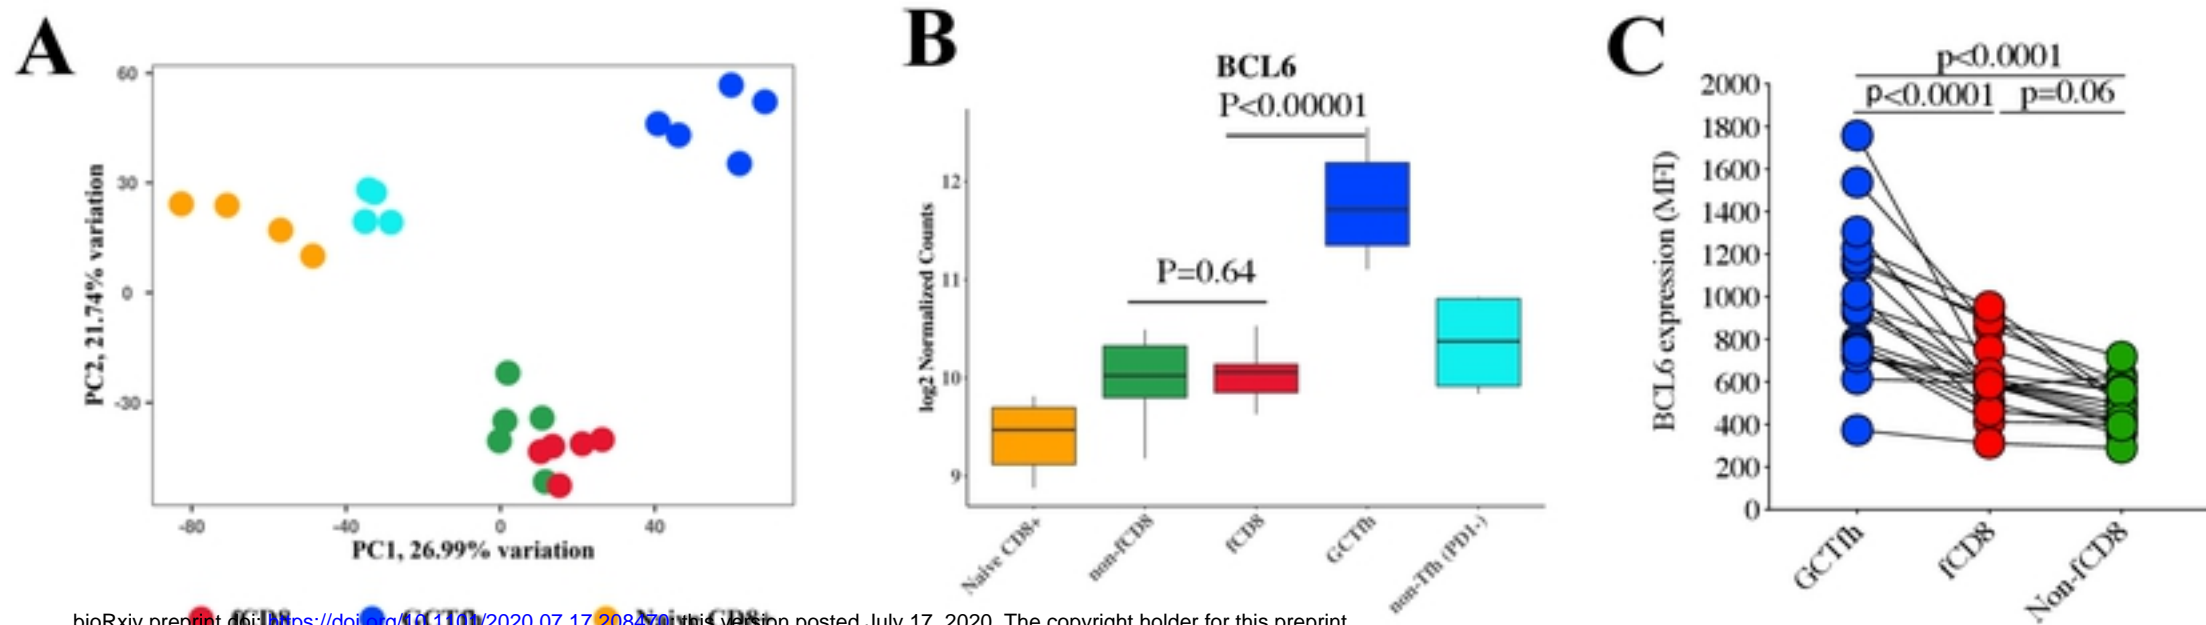 A
60
30
0
-30
PC2, 21.74% variation
-80
-40
0
40
PC1, 26.99% variation
fCD8
GCTfh
Naive CD8+
B
BCL6
P<0.00001
P=0.64
12
11
10
9
log2 Normalized Counts
Naive CD8+
non-fCD8
fCD8
GCTfh
non-Tfh (PD1-)
C
p<0.0001
p<0.0001
p=0.06
2000
1800
1600
1400
1200
1000
800
600
400
200
0
BCL6 expression (MFI)
GCTfh
fCD8
Non-fCD8
bioRxiv preprint doi: https://doi.org/10.1101/2020.07.17.208470; this version posted July 17, 2020. The copyright holder for this preprint